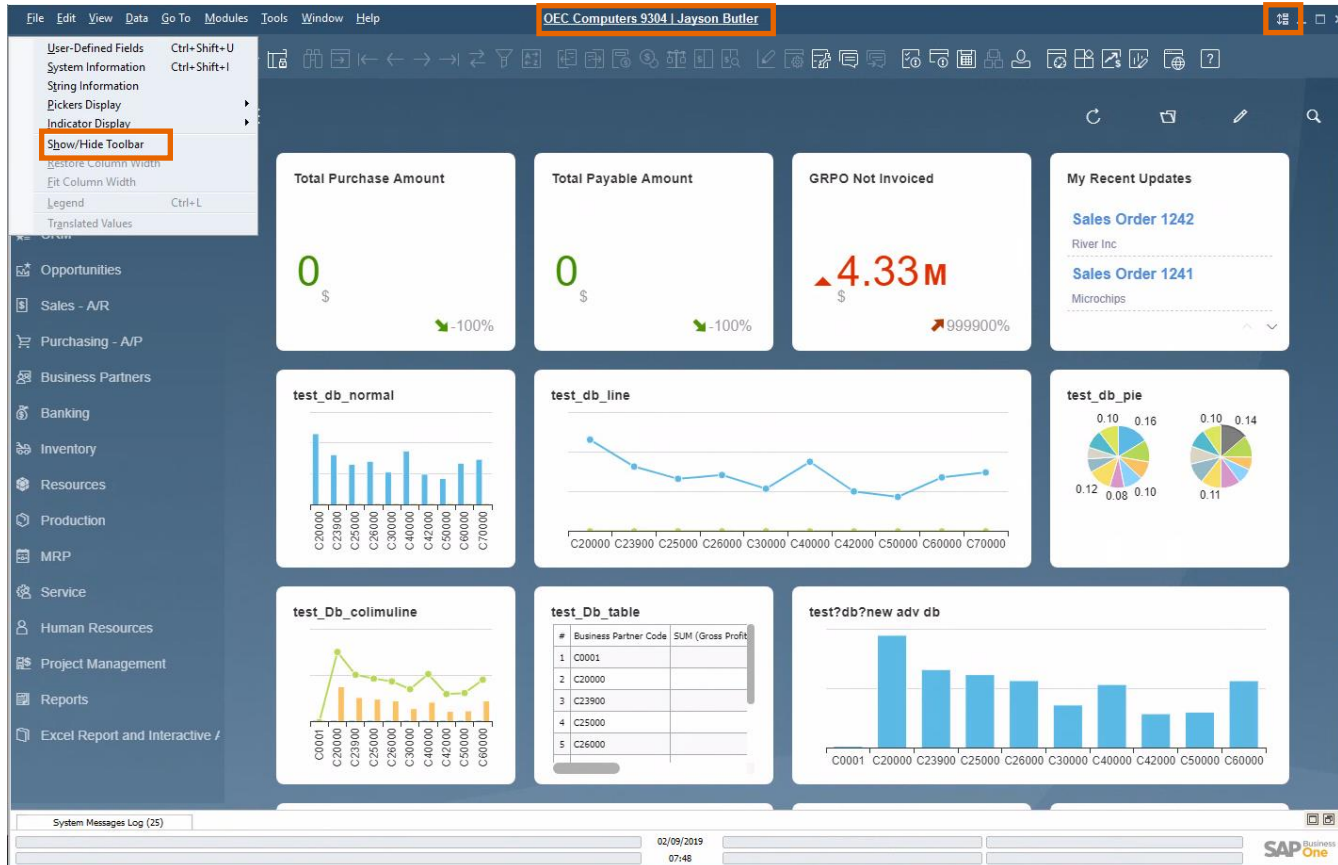 File Edit View Data Go To Modules Tools Window Help
OEC Computers 9304 | Jayson Butler
User-Defined Fields Ctrl+Shift+U
System Information Ctrl+Shift+I
String Information
Pickers Display
Indicator Display
Show/Hide Toolbar
Restore Column Width
Fit Column Width
Legend Ctrl+L
Translated Values
CRM
Opportunities
Sales - A/R
Purchasing - A/P
Business Partners
Banking
Inventory
Resources
Production
MRP
Service
Human Resources
Project Management
Reports
Excel Report and Interactive
Total Purchase Amount
0
$
-100%
Total Payable Amount
0
$
-100%
GRPO Not Invoiced
4.33 M
$
999900%
My Recent Updates
Sales Order 1242
River Inc
Sales Order 1241
Microchips
test_db_normal
C20000 C23900 C25000 C26000 C30000 C40000 C42000 C50000 C60000 C70000
test_db_line
C20000 C23900 C25000 C26000 C30000 C40000 C42000 C50000 C60000 C70000
test_db_pie
0.10 0.16 0.10 0.14
0.12 0.08 0.10 0.11
test_Db_colimuline
C0001 C20000 C23900 C25000 C26000 C30000 C40000 C42000 C50000 C60000
test_Db_table
# Business Partner Code SUM (Gross Profit
1 C0001
2 C20000
3 C23900
4 C25000
5 C26000
test?db?new adv db
C0001 C20000 C23900 C25000 C26000 C30000 C40000 C42000 C50000 C60000
System Messages Log (25)
02/09/2019
07:48
SAP Business One